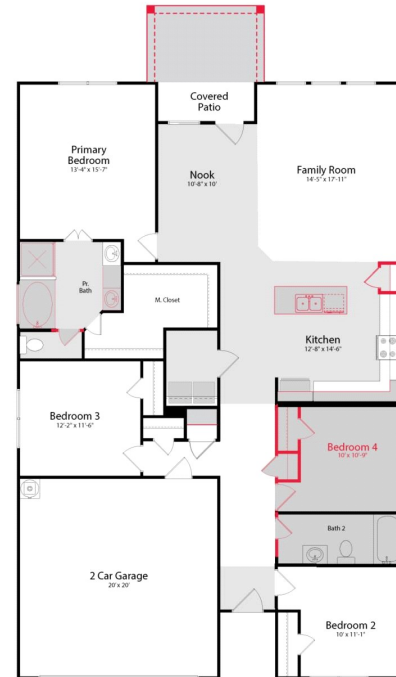 Covered
Patio
Primary
Bedroom
13'-4" x 15'-7"
Nook
10'-8" x 10'
Family Room
14'-5" x 17'-11"
Pr.
Bath
M. Closet
Kitchen
12'-8" x 14'-6"
Bedroom 3
12'-2" x 11'-6"
Bedroom 4
10' x 10'-9"
Bath 2
2 Car Garage
20' x 20'
Bedroom 2
10' x 11'-1"